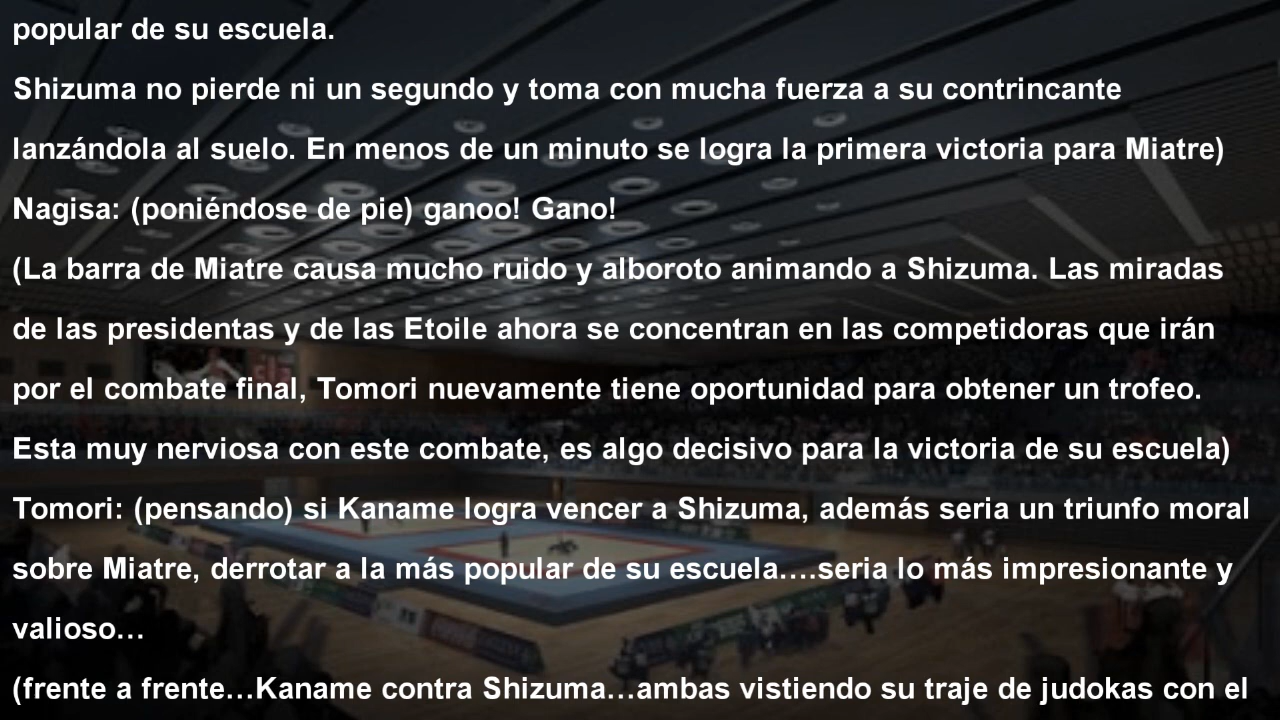 popular de su escuela.
Shizuma no pierde ni un segundo y toma con mucha fuerza a su contrincante
lanzándola al suelo. En menos de un minuto se logra la primera victoria para Miatre)
Nagisa: (poniéndose de pie) ganoo! Gano!
(La barra de Miatre causa mucho ruido y alboroto animando a Shizuma. Las miradas
de las presidentas y de las Etoile ahora se concentran en las competidoras que irán
por el combate final, Tomori nuevamente tiene oportunidad para obtener un trofeo.
Esta muy nerviosa con este combate, es algo decisivo para la victoria de su escuela)
Tomori: (pensando) si Kaname logra vencer a Shizuma, además seria un triunfo moral
sobre Miatre, derrotar a la más popular de su escuela….seria lo más impresionante y
valioso…
(frente a frente…Kaname contra Shizuma…ambas vistiendo su traje de judokas con el